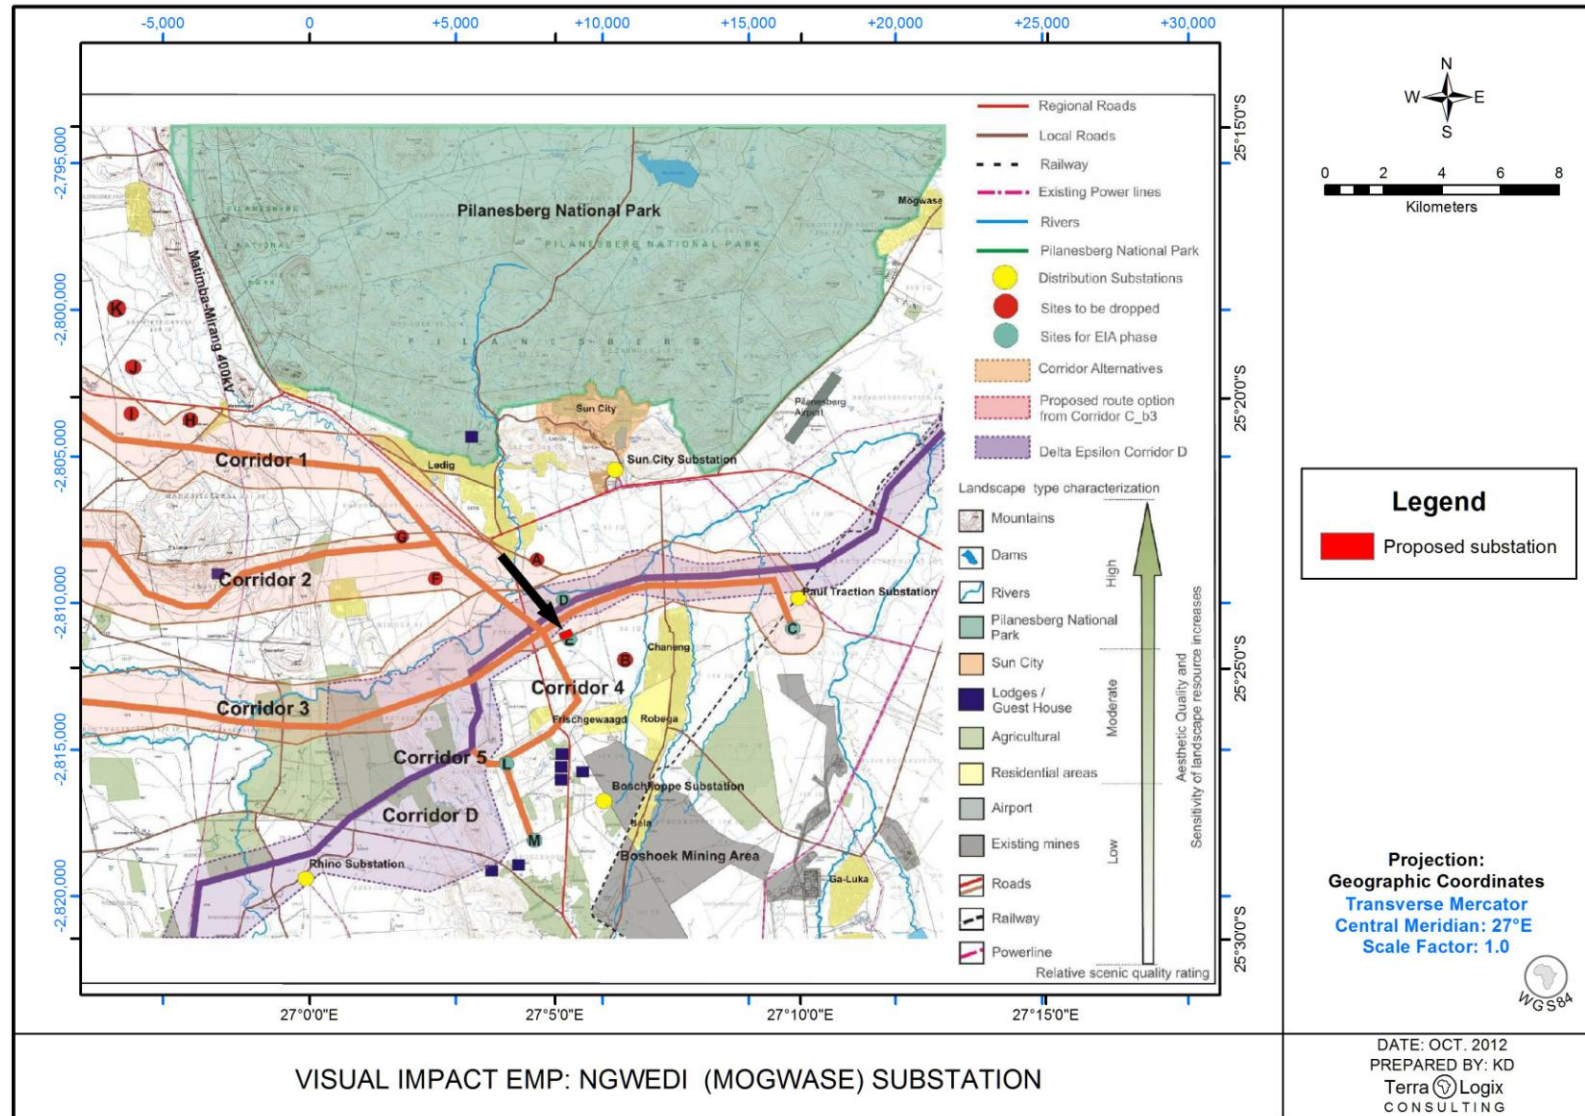 -5,000
0
+5,000
+10,000
+15,000
+20,000
+25,000
+30,000
-2,795,000
-2,800,000
-2,805,000
-2,810,000
-2,815,000
-2,820,000
25°15'0"S
25°20'0"S
25°25'0"S
25°30'0"S
27°0'0"E
27°5'0"E
27°10'0"E
27°15'0"E
Pilanesberg National Park
PILANESBERG
NATIONAL
PILANESBERG NATIONAL PARK
PILANESBERG
Mogwase
Matimba-Mirang 400kV
K
J
I
H
Sun City
Pilanesberg
Airport
Ledig
Sun City Substation
Corridor 1
G
A
Corridor 2
F
D
Paul Traction Substation
E
C
Chaneng
B
Corridor 4
Corridor 3
Frischgewaagd
Robega
Corridor 5
L
Boschkoppe Substation
Corridor D
M
Boshoek Mining Area
Rhino Substation
Ga-Luka
Regional Roads
Local Roads
Railway
Existing Power lines
Rivers
Pilanesberg National Park
Distribution Substations
Sites to be dropped
Sites for EIA phase
Corridor Alternatives
Proposed route option
from Corridor C_b3
Delta Epsilon Corridor D
Landscape type characterization
Mountains
Dams
Rivers
Pilanesberg National
Park
Sun City
Lodges /
Guest House
Agricultural
Residential areas
Airport
Existing mines
Roads
Railway
Powerline
High
Moderate
Low
Aesthetic Quality and
Sensitivity of landscape resource increases
Relative scenic quality rating
N
W E
S
0 2 4 6 8
Kilometers
Legend
Proposed substation
Projection:
Geographic Coordinates
Transverse Mercator
Central Meridian: 27°E
Scale Factor: 1.0
WGS84
VISUAL IMPACT EMP: NGWEDI (MOGWASE) SUBSTATION
DATE: OCT. 2012
PREPARED BY: KD
Terra Logix
CONSULTING